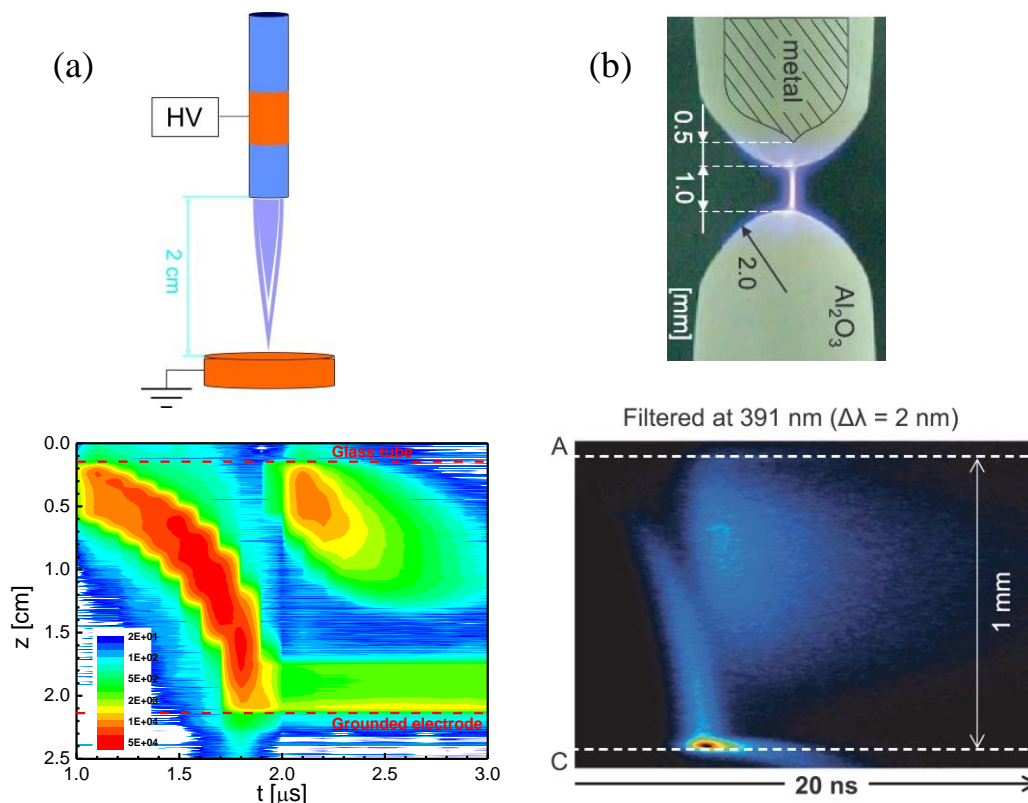 (a)
HV
2 cm
(b)
metal
0.5
1.0
2.0
[mm]
Al₂O₃
0.0
0.5
1.0
1.5
2.0
2.5
z [cm]
Glass tube
2E+01
1E+02
5E+02
2E+03
1E+04
5E+04
Grounded electrode
1.0
1.5
2.0
2.5
3.0
t [µs]
Filtered at 391 nm (Δλ = 2 nm)
A
1 mm
C
20 ns